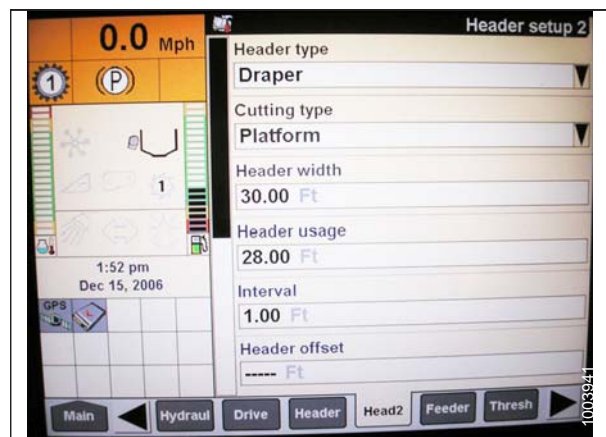 0.0 Mph
Header setup 2
1
(P)
1
1:52 pm
Dec 15, 2006
GPS
Header type
Draper
Cutting type
Platform
Header width
30.00 Ft
Header usage
28.00 Ft
Interval
1.00 Ft
Header offset
----- Ft
Main
Hydraul
Drive
Header
Head2
Feeder
Thresh
1003941